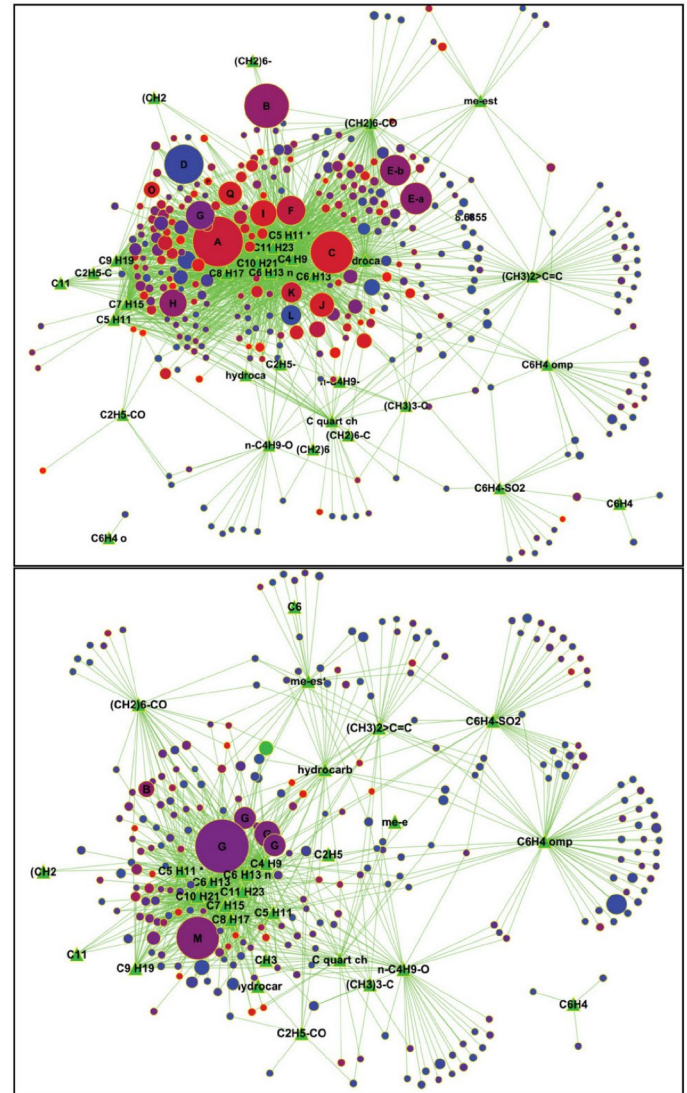 (CH2)6-
(CH2
B
me-est
(CH2)6-CO
D
E-b
O
Q
E-a
I
F
G
8.6855
A
C5 H11 *
C11 H23
C
C10 H21
C4 H9
droca
C9 H19
C2H5-C
C8 H17
C6 H13 n
C6 H13
(CH3)2>C=C
C11
K
C7 H15
H
J
L
C5 H11
C2H5-
C6H4 omp
hydroca
n-C4H9-
(CH3)3-C
C2H5-CO
C quart ch
(CH2)6-C
n-C4H9-O
(CH2)6
C6H4-SO2
C6H4
C6H4 o
C6
me-est
(CH2)6-CO
C6H4-SO2
(CH3)2>C=C
hydrocarb
B
G
me-e
G
G
G
C6H4 omp
C2H5
C4 H9
C5 H11 *
C6 H13 n
C6 H13
(CH2
C11 H23
C10 H21
C7 H15
C5 H11
C8 H17
M
C11
C9 H19
CH3
C quart ch
n-C4H9-O
hydrocar
(CH3)3-C
C6H4
C2H5-CO